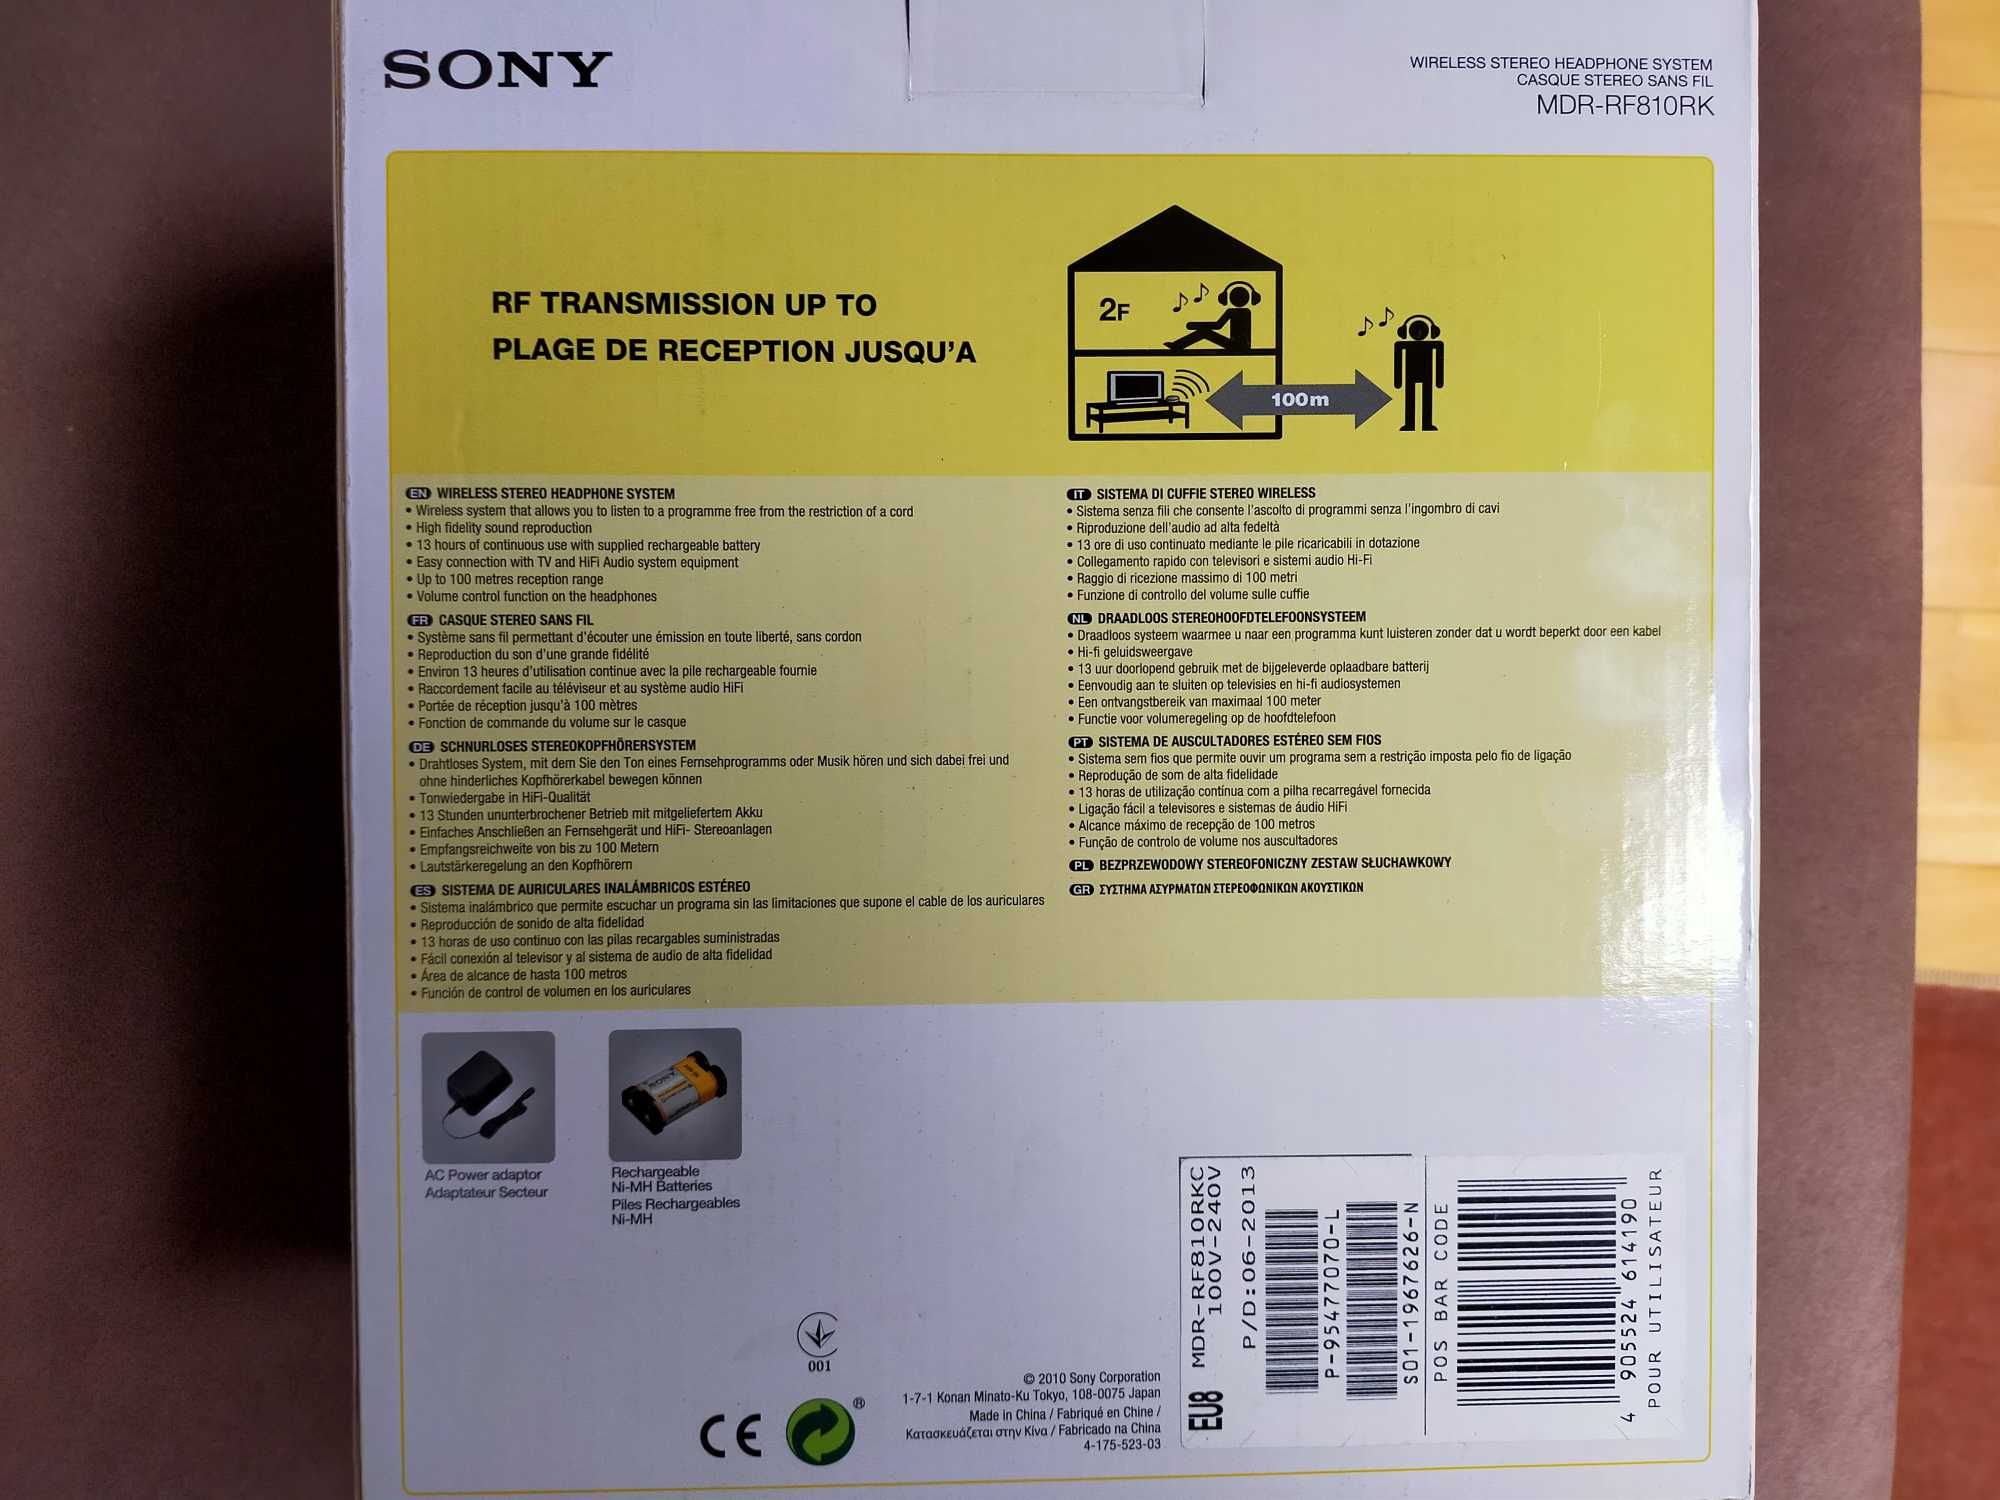 SONY
WIRELESS STEREO HEADPHONE SYSTEM
CASQUE STEREO SANS FIL
MDR-RF810RK
RF TRANSMISSION UP TO
PLAGE DE RECEPTION JUSQU'A
2F
100m
EN WIRELESS STEREO HEADPHONE SYSTEM
• Wireless system that allows you to listen to a programme free from the restriction of a cord
• High fidelity sound reproduction
• 13 hours of continuous use with supplied rechargeable battery
• Easy connection with TV and HiFi Audio system equipment
• Up to 100 metres reception range
• Volume control function on the headphones
FR CASQUE STEREO SANS FIL
• Système sans fil permettant d'écouter une émission en toute liberté, sans cordon
• Reproduction du son d'une grande fidélité
• Environ 13 heures d'utilisation continue avec la pile rechargeable fournie
• Raccordement facile au téléviseur et au système audio HiFi
• Portée de réception jusqu'à 100 mètres
• Fonction de commande du volume sur le casque
DE SCHNURLOSES STEREOKOPFHÖRERSYSTEM
• Drahtloses System, mit dem Sie den Ton eines Fernsehprogramms oder Musik hören und sich dabei frei und
ohne hinderliches Kopfhörerkabel bewegen können
• Tonwiedergabe in HiFi-Qualität
• 13 Stunden ununterbrochener Betrieb mit mitgeliefertem Akku
• Einfaches Anschließen an Fernsehgerät und HiFi- Stereoanlagen
• Empfangsreichweite von bis zu 100 Metern
• Lautstärkeregelung an den Kopfhörern
ES SISTEMA DE AURICULARES INALÁMBRICOS ESTÉREO
• Sistema inalámbrico que permite escuchar un programa sin las limitaciones que supone el cable de los auriculares
• Reproducción de sonido de alta fidelidad
• 13 horas de uso continuo con las pilas recargables suministradas
• Fácil conexión al televisor y al sistema de audio de alta fidelidad
• Área de alcance de hasta 100 metros
• Función de control de volumen en los auriculares
IT SISTEMA DI CUFFIE STEREO WIRELESS
• Sistema senza fili che consente l'ascolto di programmi senza l'ingombro di cavi
• Riproduzione dell'audio ad alta fedeltà
• 13 ore di uso continuato mediante le pile ricaricabili in dotazione
• Collegamento rapido con televisori e sistemi audio Hi-Fi
• Raggio di ricezione massimo di 100 metri
• Funzione di controllo del volume sulle cuffie
NL DRAADLOOS STEREOHOOFDTELEFOONSYSTEEM
• Draadloos systeem waarmee u naar een programma kunt luisteren zonder dat u wordt beperkt door een kabel
• Hi-fi geluidsweergave
• 13 uur doorlopend gebruik met de bijgeleverde oplaadbare batterij
• Eenvoudig aan te sluiten op televisies en hi-fi audiosystemen
• Een ontvangstbereik van maximaal 100 meter
• Functie voor volumeregeling op de hoofdtelefoon
PT SISTEMA DE AUSCULTADORES ESTÉREO SEM FIOS
• Sistema sem fios que permite ouvir um programa sem a restrição imposta pelo fio de ligação
• Reprodução de som de alta fidelidade
• 13 horas de utilização contínua com a pilha recarregável fornecida
• Ligação fácil a televisores e sistemas de áudio HiFi
• Alcance máximo de recepção de 100 metros
• Função de controlo de volume nos auscultadores
PL BEZPRZEWODOWY STEREOFONICZNY ZESTAW SŁUCHAWKOWY
GR ΣΥΣΤΗΜΑ ΑΣΥΡΜΑΤΩΝ ΣΤΕΡΕΟΦΩΝΙΚΩΝ ΑΚΟΥΣΤΙΚΩΝ
AC Power adaptor
Adaptateur Secteur
SONY
Rechargeable
Ni-MH Batteries
Piles Rechargeables
Ni-MH
001
CE
®
© 2010 Sony Corporation
1-7-1 Konan Minato-Ku Tokyo, 108-0075 Japan
Made in China / Fabriqué en Chine /
Κατασκευάζεται στην Κίνα / Fabricado na China
4-175-523-03
EU8
MDR-RF810RKC
100V-240V
P/D:06-2013
P-95477070-L
S01-1967626-N
POS BAR CODE
4 905524 614190
POUR UTILISATEUR